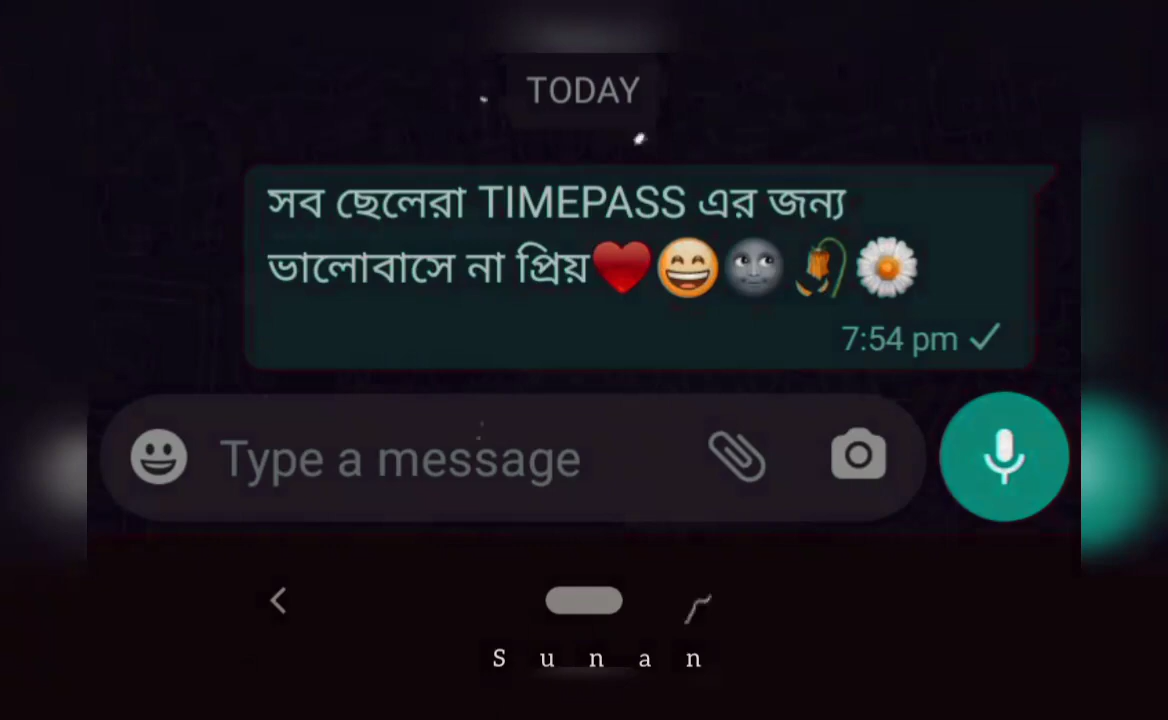 TODAY
সব ছেলেরা TIMEPASS এর জন্য
ভালোবাসে না প্রিয়❤️😄🌚🥀🌼
7:54 pm ✓
Type a message
S u n a n